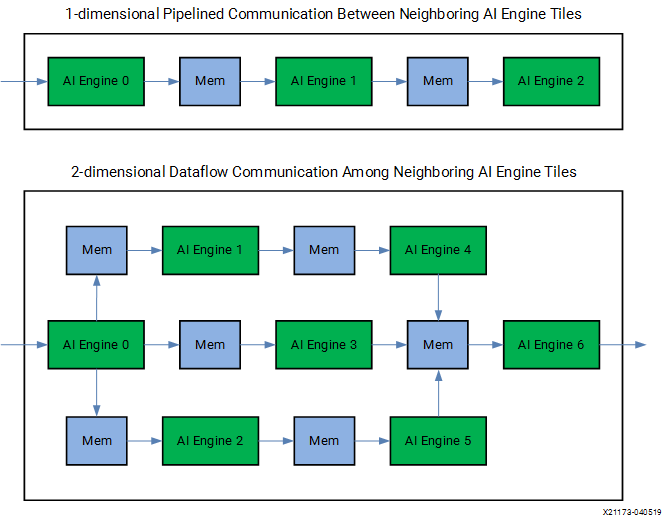 1-dimensional Pipelined Communication Between Neighboring AI Engine Tiles
AI Engine 0 Mem AI Engine 1 Mem AI Engine 2
2-dimensional Dataflow Communication Among Neighboring AI Engine Tiles
Mem AI Engine 1 Mem AI Engine 4
AI Engine 0 Mem AI Engine 3 Mem AI Engine 6
Mem AI Engine 2 Mem AI Engine 5
X21173-040519